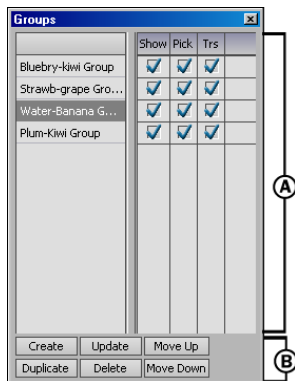 Groups
Show Pick Trs
Bluebry-kiwi Group
Strawb-grape Gro...
Water-Banana G...
Plum-Kiwi Group
A
Create Update Move Up
Duplicate Delete Move Down
B